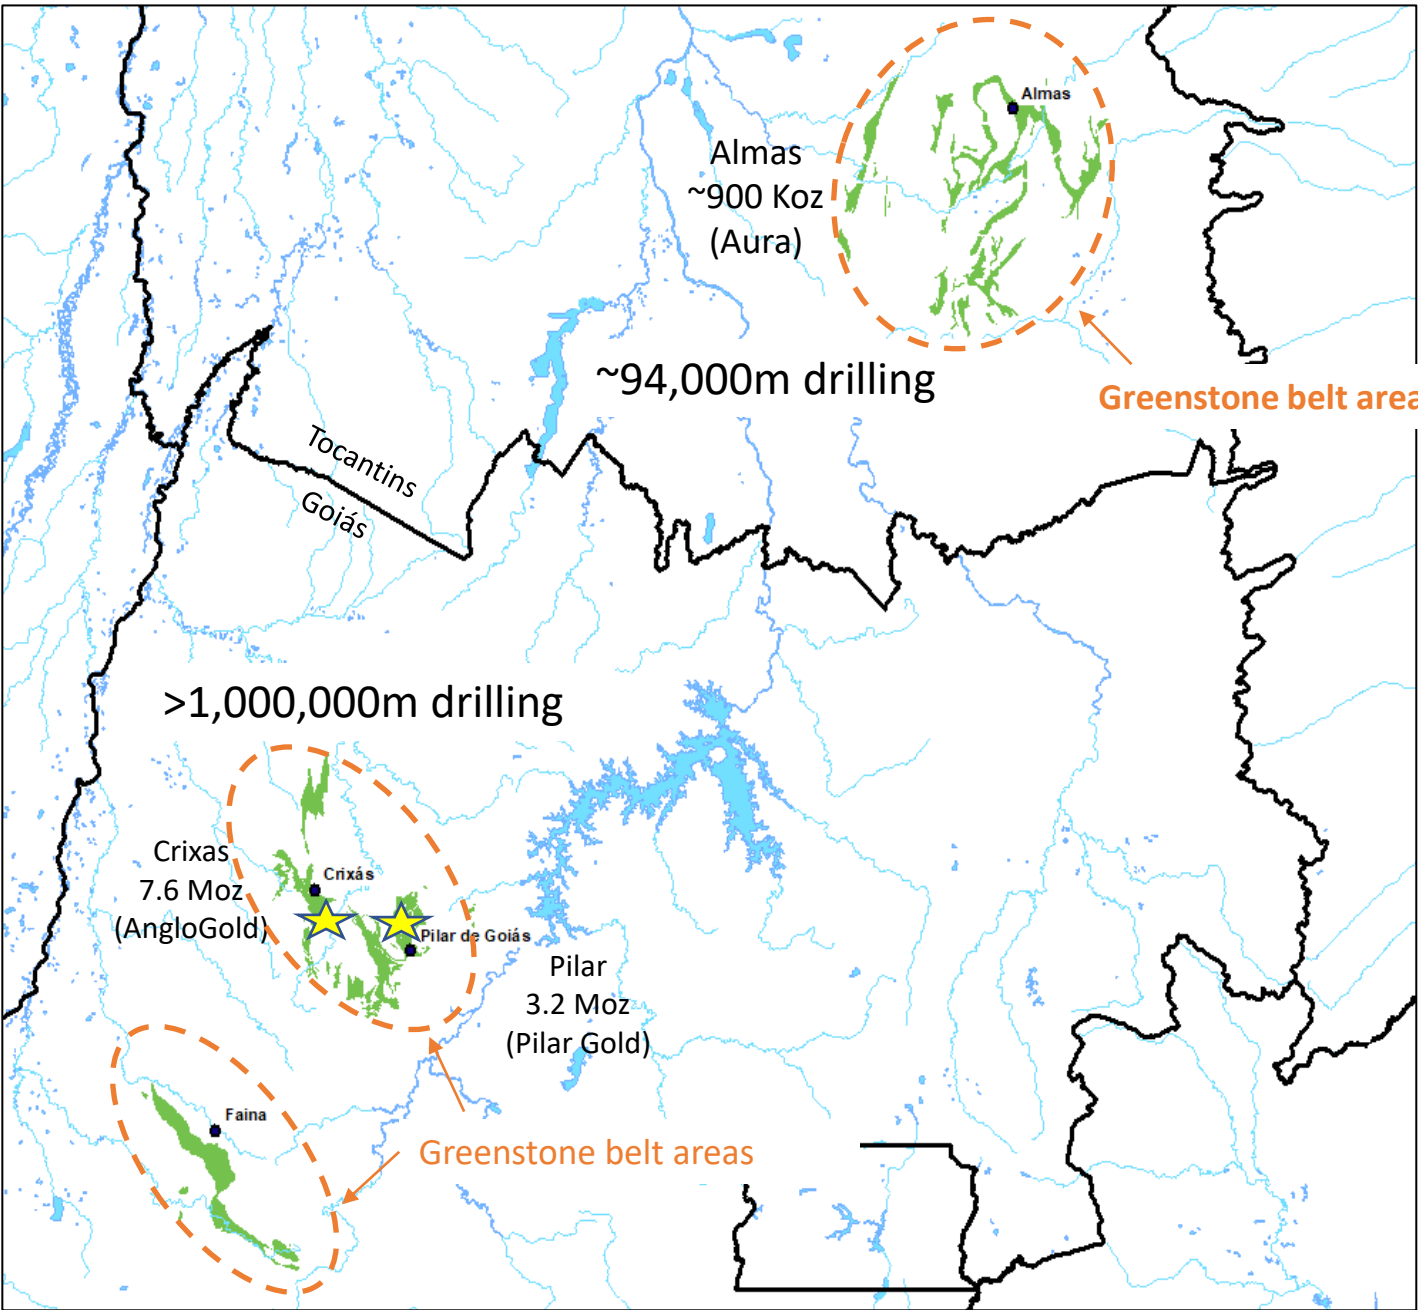 Almas
Almas
~900 Koz
(Aura)
~94,000m drilling
Greenstone belt area
Tocantins
Goiás
>1,000,000m drilling
Crixas
7.6 Moz
(AngloGold)
Crixás
Pilar de Goiás
Pilar
3.2 Moz
(Pilar Gold)
Faina
Greenstone belt areas